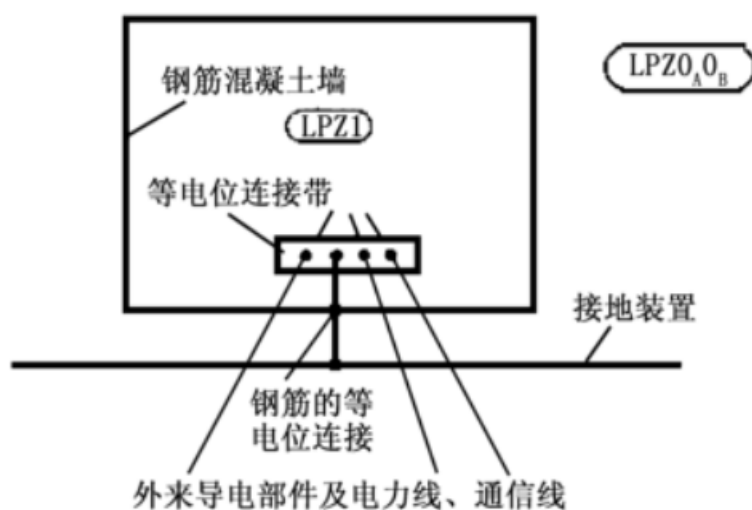 LPZ0A0B
钢筋混凝土墙
LPZ1
等电位连接带
接地装置
钢筋的等
电位连接
外来导电部件及电力线、通信线